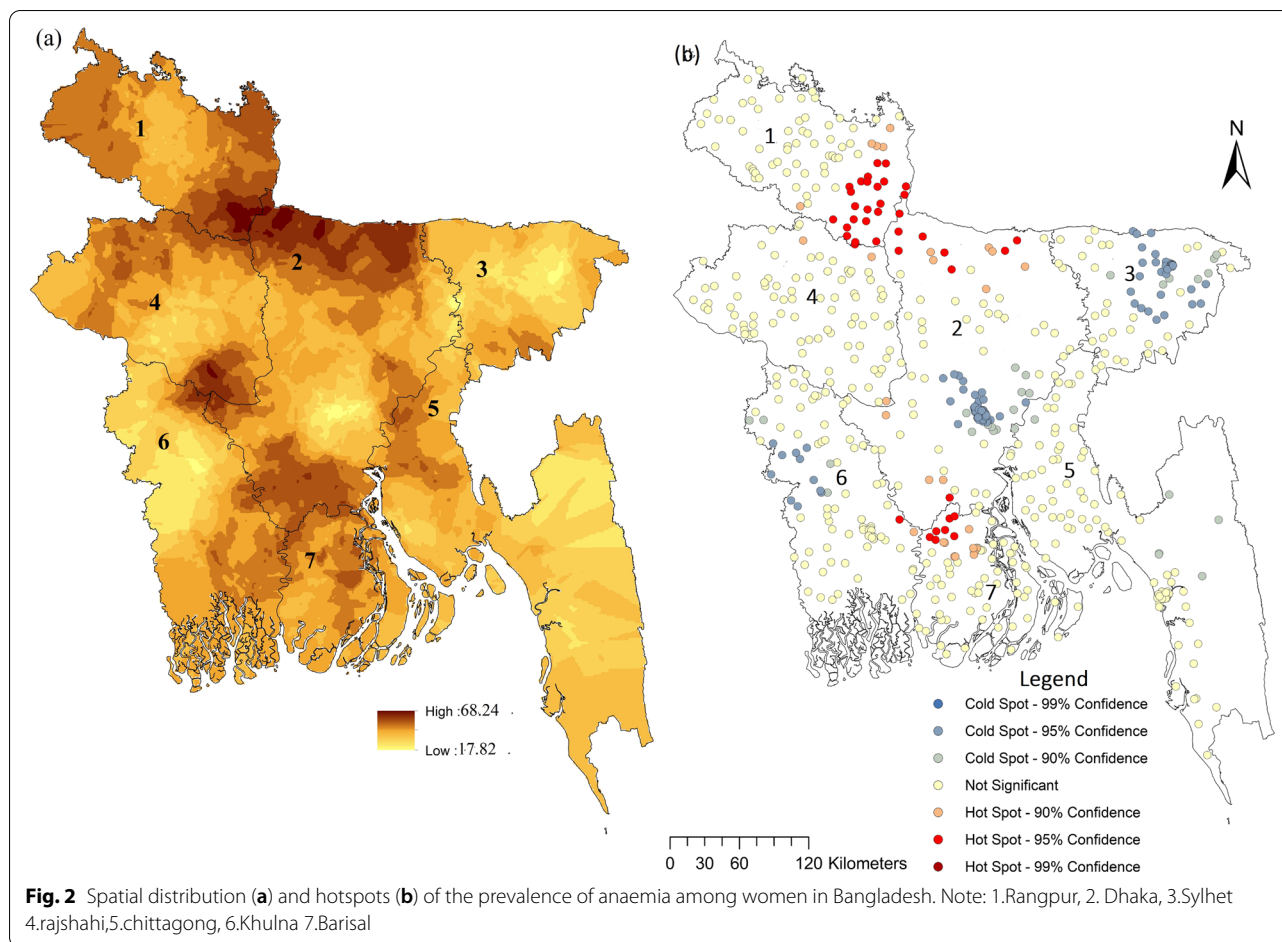 (a)
1
2
3
4
5
6
7
High :68.24 .
Low :17.82 .
1
(b)
N
1
2
3
4
5
6
7
Legend
Cold Spot - 99% Confidence
Cold Spot - 95% Confidence
Cold Spot - 90% Confidence
Not Significant
Hot Spot - 90% Confidence
Hot Spot - 95% Confidence
Hot Spot - 99% Confidence
0 30 60 120 Kilometers
1
Fig. 2 Spatial distribution (a) and hotspots (b) of the prevalence of anaemia among women in Bangladesh. Note: 1.Rangpur, 2. Dhaka, 3.Sylhet
4.rajshahi,5.chittagong, 6.Khulna 7.Barisal